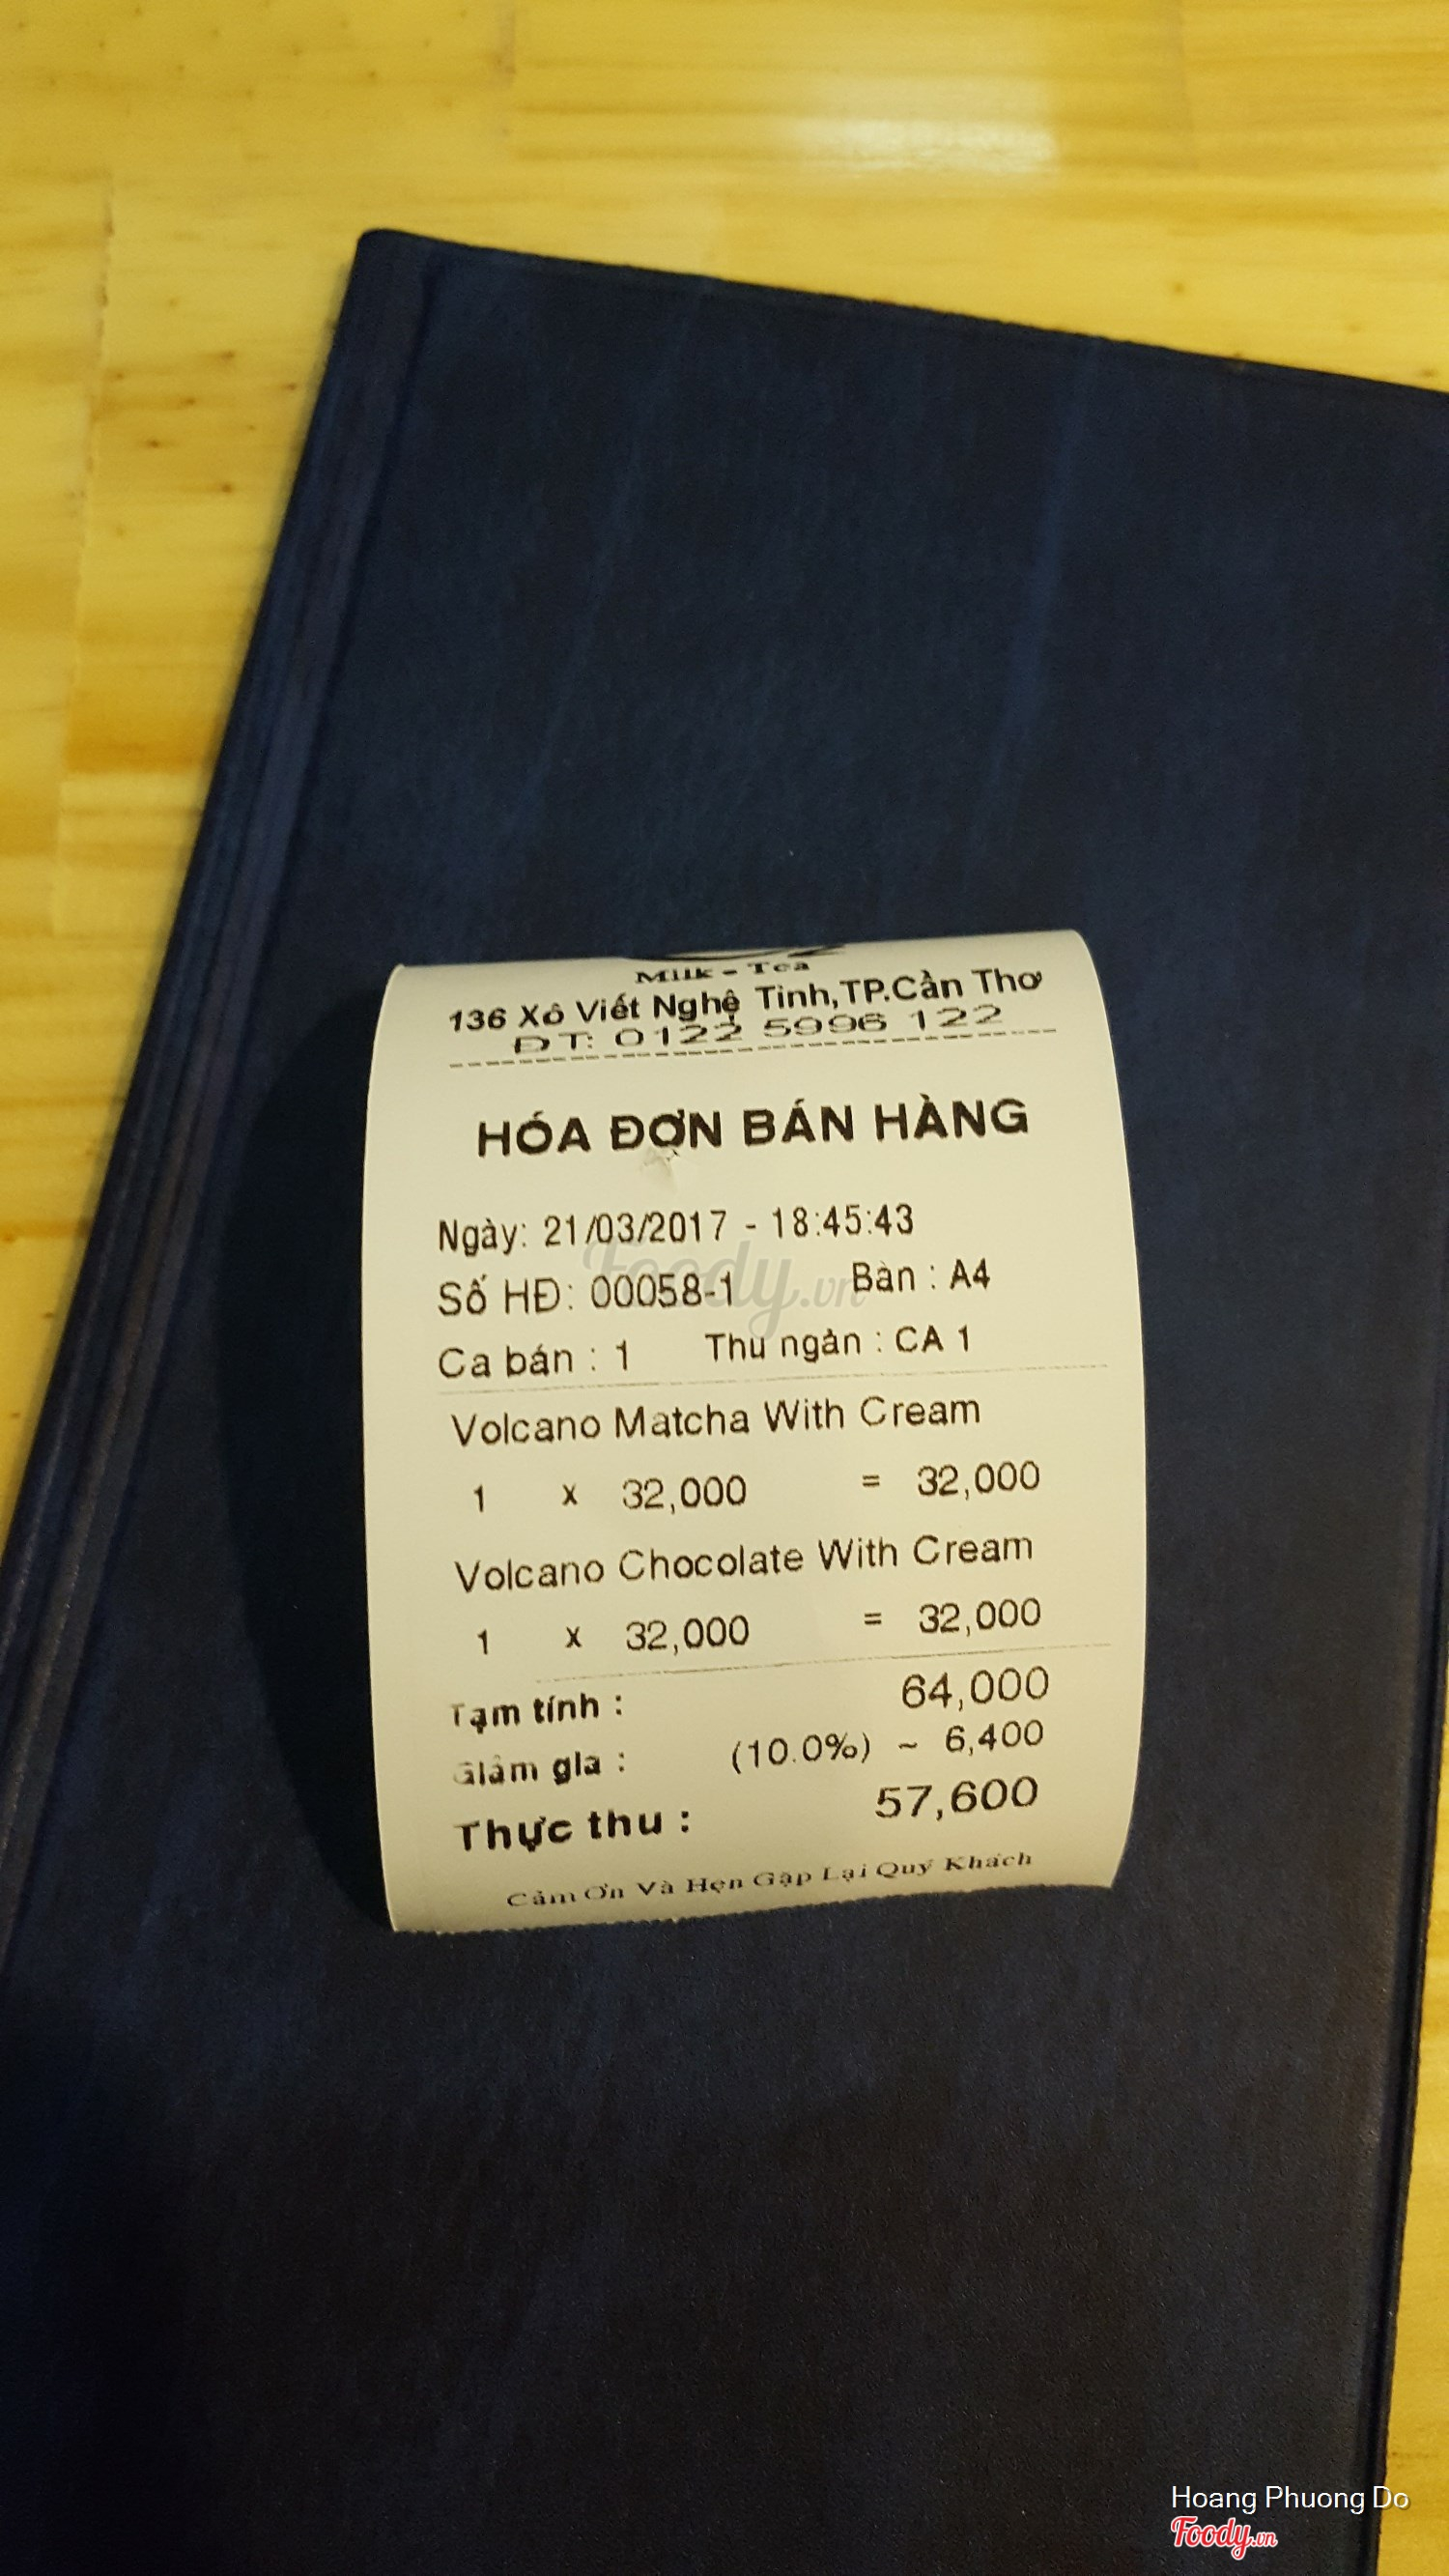 Milk - Tea
136 Xô Viết Nghệ Tĩnh,TP.Cần Thơ
ĐT: 0122 5996 122
HÓA ĐƠN BÁN HÀNG
Ngày: 21/03/2017 - 18:45:43
Số HĐ: 00058-1 Bàn : A4
Ca bán : 1 Thu ngân : CA 1
Volcano Matcha With Cream
1 x 32,000 = 32,000
Volcano Chocolate With Cream
1 x 32,000 = 32,000
Tạm tính : 64,000
Giảm giá : (10.0%) ~ 6,400
Thực thu : 57,600
Cảm Ơn Và Hẹn Gặp Lại Quý Khách
Foody.vn
Hoang Phuong Do
Foody.vn